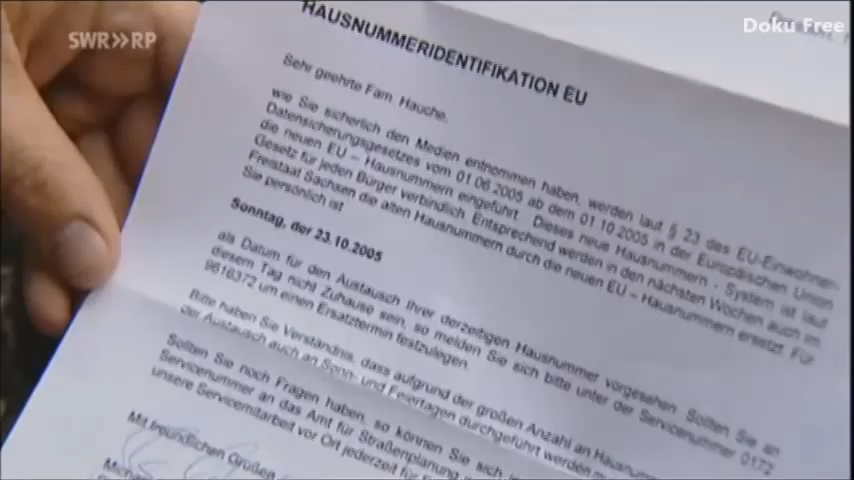 SWR>>RP
Doku Free
HAUSNUMMERIDENTIFIKATION EU
Sehr geehrte Fam. Hauche,
wie Sie sicherlich den Medien entnommen haben, werden laut § 23 des EU-Einwohner-
Datensicherungsgesetzes vom 01.06.2005 ab dem 01.10.2005 in der Europäischen Union
die neuen EU – Hausnummern eingeführt. Dieses neue Hausnummern - System ist laut
Gesetz für jeden Bürger verbindlich. Entsprechend werden in den nächsten Wochen auch im
Freistaat Sachsen die alten Hausnummern durch die neuen EU – Hausnummern ersetzt. Für
Sie persönlich ist
Sonntag, der 23.10.2005
als Datum für den Austausch Ihrer derzeitigen Hausnummer vorgesehen. Sollten Sie an
diesem Tag nicht Zuhause sein, so melden Sie sich bitte unter der Servicenummer 0172
9616372 um einen Ersatztermin festzulegen.
Bitte haben Sie Verständnis, dass aufgrund der großen Anzahl an
der Austausch auch an Sonn- und Feiertagen durchgeführt werden
Sollten Sie noch Fragen haben, so können Sie sich
Servicenummer an das Amt für Straßenplanung
unsere Servicemitarbeit vor Ort jederzeit für
Mit freundlichen Grüßen